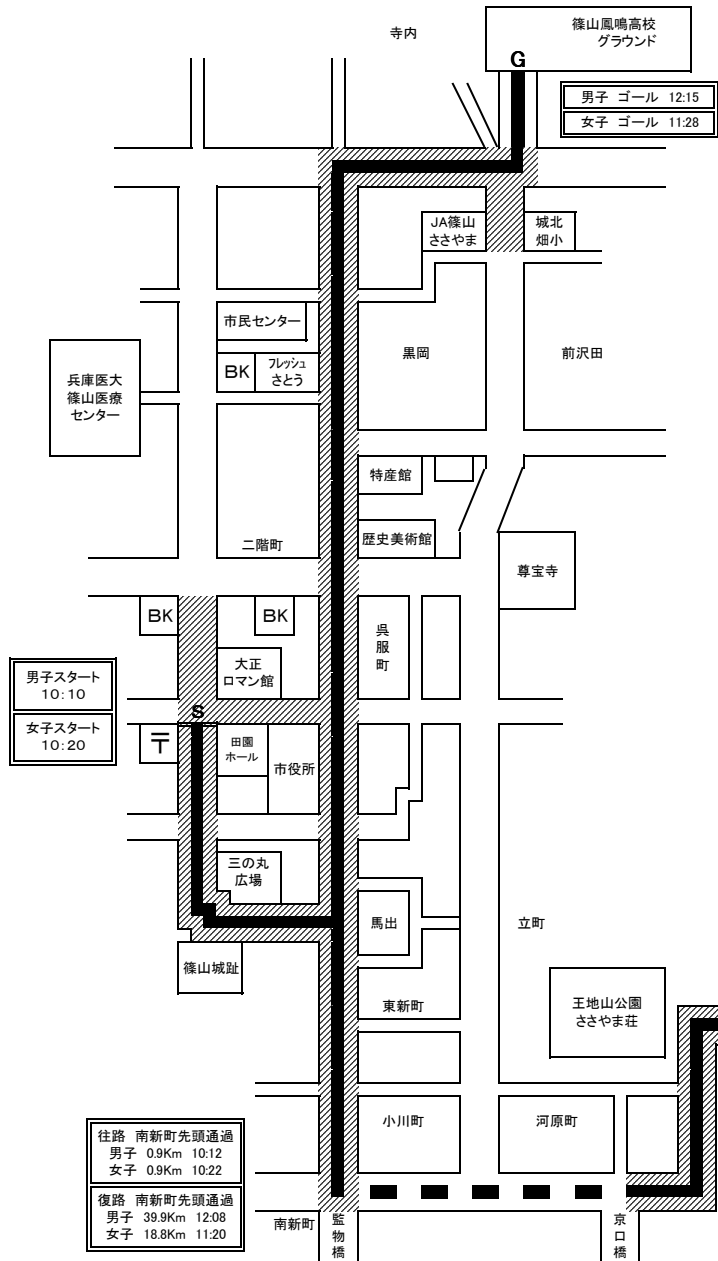 寺内
篠山鳳鳴高校
グラウンド
G
男子 ゴール 12:15
女子 ゴール 11:28
JA篠山
ささやま
城北
畑小
市民センター
BK
フレッシュ
さとう
黒岡
前沢田
兵庫医大
篠山医療
センター
特産館
歴史美術館
二階町
尊宝寺
BK
BK
呉
服
町
大正
ロマン館
男子スタート
10:10
女子スタート
10:20
S
〒
田園
ホール
市役所
三の丸
広場
馬出
立町
篠山城趾
東新町
王地山公園
ささやま荘
小川町
河原町
往路 南新町先頭通過
男子 0.9Km 10:12
女子 0.9Km 10:22
復路 南新町先頭通過
男子 39.9Km 12:08
女子 18.8Km 11:20
南新町
監
物
橋
京
口
橋